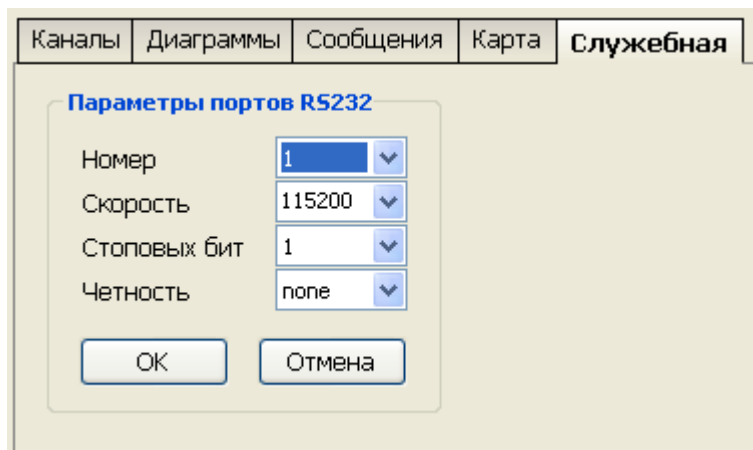 Каналы Диаграммы Сообщения Карта Служебная
Параметры портов RS232
Номер 1
Скорость 115200
Стоповых бит 1
Четность none
OK Отмена